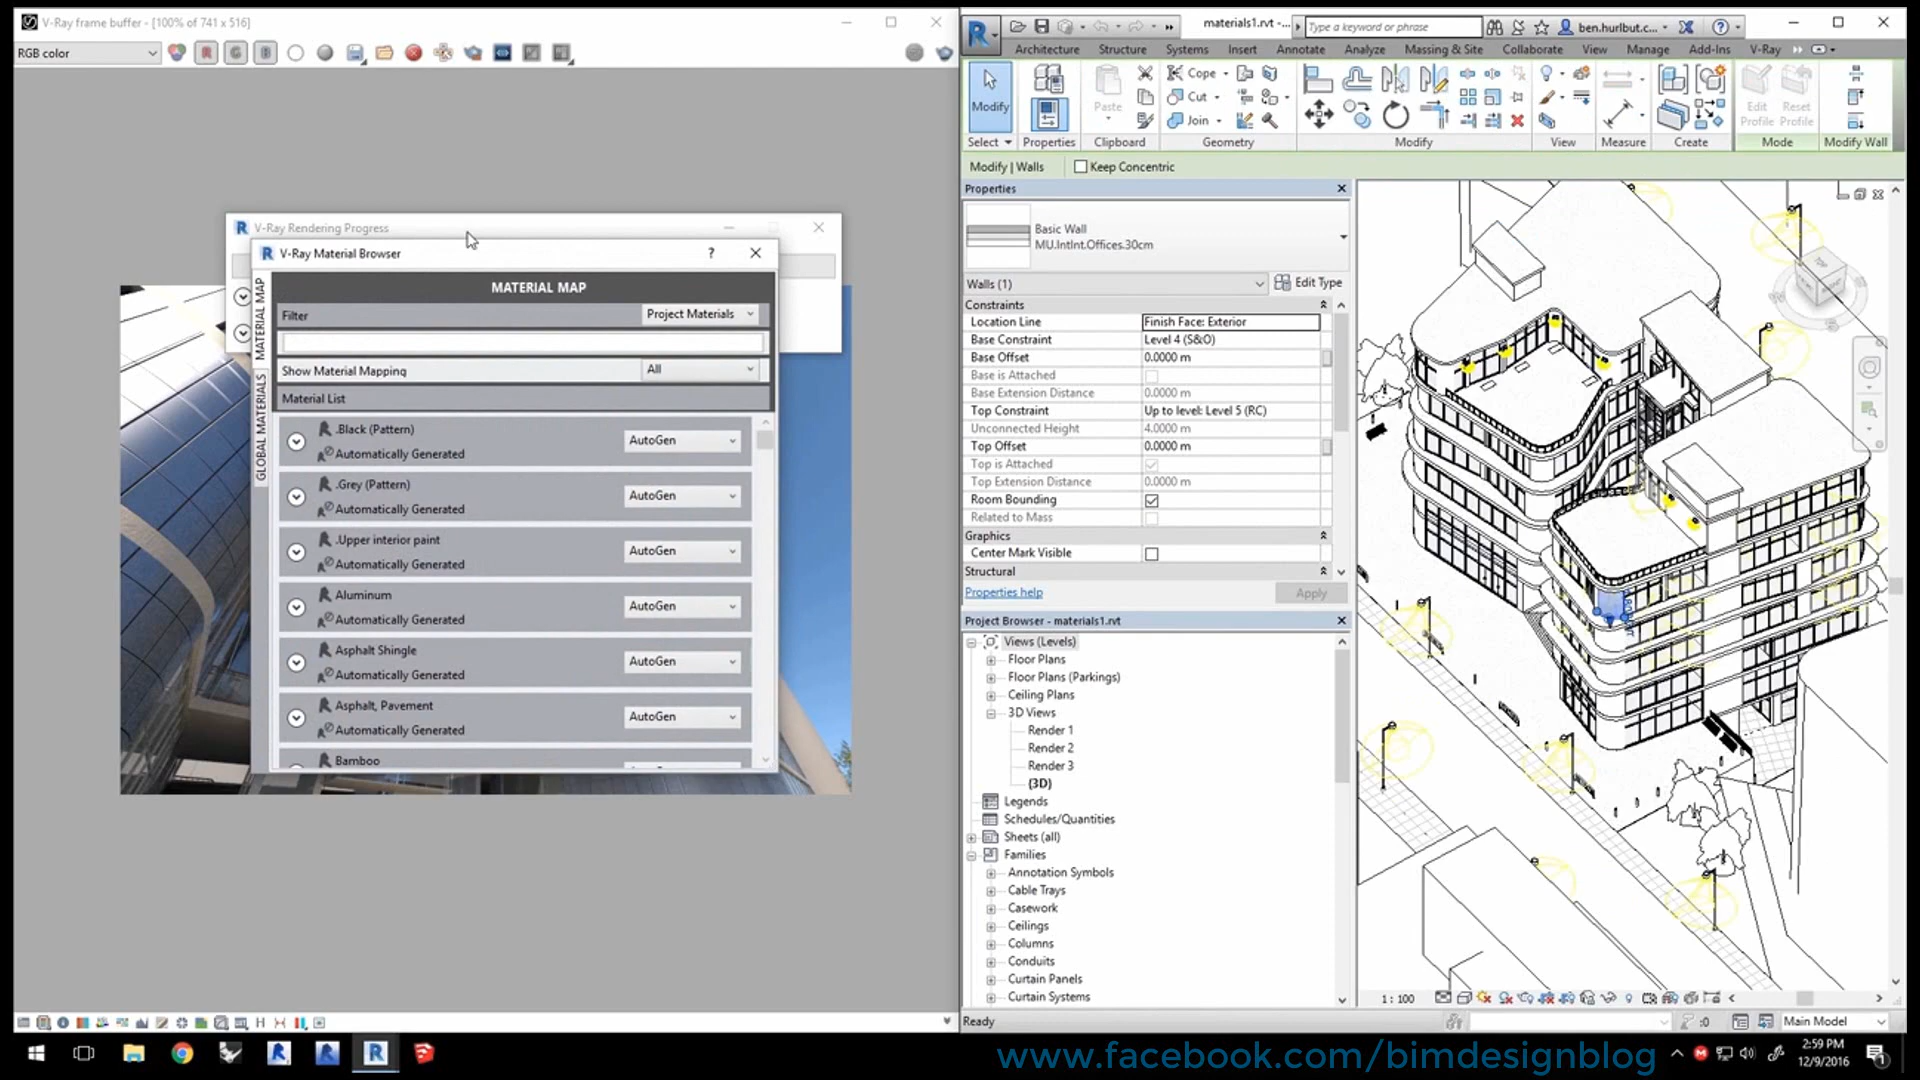 V-Ray frame buffer - [100% of 741 x 516]
RGB color
R G B
V-Ray Rendering Progress
V-Ray Material Browser
?
MATERIAL MAP
GLOBAL MATERIALS
MATERIAL MAP
Filter
Project Materials
Show Material Mapping
All
Material List
.Black (Pattern)
Automatically Generated
AutoGen
.Grey (Pattern)
Automatically Generated
AutoGen
.Upper interior paint
Automatically Generated
AutoGen
Aluminum
Automatically Generated
AutoGen
Asphalt Shingle
Automatically Generated
AutoGen
Asphalt, Pavement
Automatically Generated
AutoGen
Bamboo
materials1.rvt -...
Type a keyword or phrase
ben.hurlbut.c...
Architecture Structure Systems Insert Annotate Analyze Massing & Site Collaborate View Manage Add-Ins V-Ray
Modify
Paste
Cope
Cut
Join
Edit Profile
Reset Profile
Select Properties Clipboard Geometry Modify View Measure Create Mode Modify Wall
Modify | Walls
Keep Concentric
Properties
Basic Wall
MU.IntInt.Offices.30cm
Walls (1)
Edit Type
Constraints
Location Line Finish Face: Exterior
Base Constraint Level 4 (S&O)
Base Offset 0.0000 m
Base is Attached
Base Extension Distance 0.0000 m
Top Constraint Up to level: Level 5 (RC)
Unconnected Height 4.0000 m
Top Offset 0.0000 m
Top is Attached
Top Extension Distance 0.0000 m
Room Bounding
Related to Mass
Graphics
Center Mark Visible
Structural
Properties help
Apply
Project Browser - materials1.rvt
Views (Levels)
Floor Plans
Floor Plans (Parkings)
Ceiling Plans
3D Views
Render 1
Render 2
Render 3
(3D)
Legends
Schedules/Quantities
Sheets (all)
Families
Annotation Symbols
Cable Trays
Casework
Ceilings
Columns
Conduits
Curtain Panels
Curtain Systems
TOP
1 : 100
Ready
:0
Main Model
www.facebook.com/bimdesignblog
2:59 PM
12/9/2016